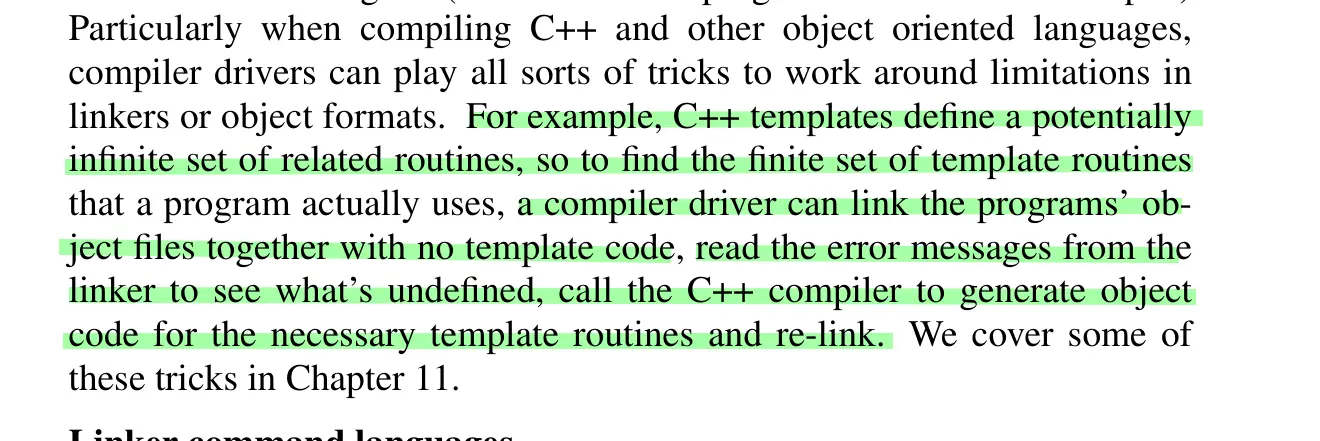 Particularly when compiling C++ and other object oriented languages,
compiler drivers can play all sorts of tricks to work around limitations in
linkers or object formats. For example, C++ templates define a potentially
infinite set of related routines, so to find the finite set of template routines
that a program actually uses, a compiler driver can link the programs’ ob-
ject files together with no template code, read the error messages from the
linker to see what’s undefined, call the C++ compiler to generate object
code for the necessary template routines and re-link. We cover some of
these tricks in Chapter 11.
Linker command languages